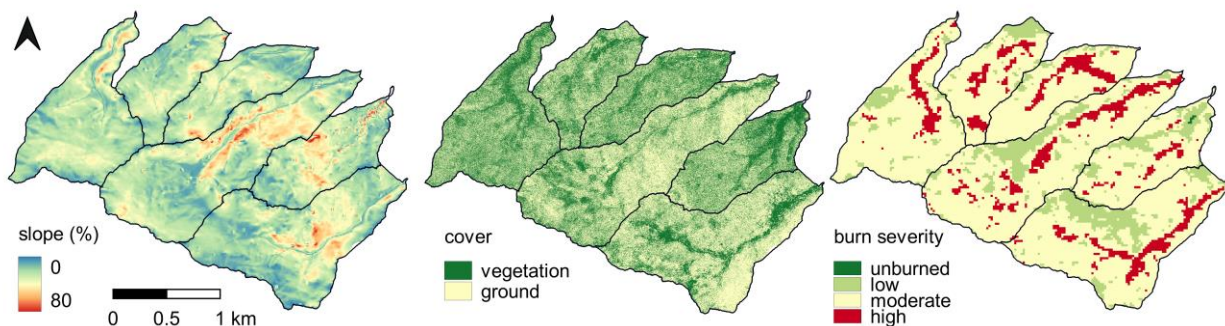 slope (%)
0
80
0 0.5 1 km
cover
vegetation
ground
burn severity
unburned
low
moderate
high